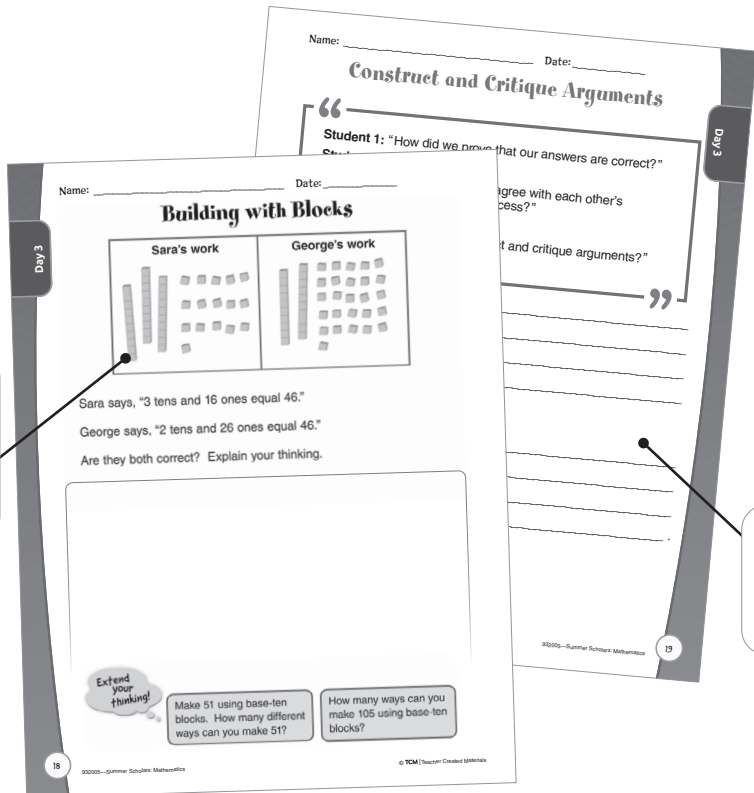 Name: Date:
Construct and Critique Arguments
Day 3
“
Student 1: “How did we prove that our answers are correct?”
agree with each other’s
t and critique arguments?”
”
.
932005—Summer Scholars: Mathematics
19
Name: Date:
Building with Blocks
Day 3
Sara’s work
George’s work
Sara says, “3 tens and 16 ones equal 46.”
George says, “2 tens and 26 ones equal 46.”
Are they both correct? Explain your thinking.
Extend
your
thinking!
Make 51 using base-ten
blocks. How many different
ways can you make 51?
How many ways can you
make 105 using base-ten
blocks?
18
932005—Summer Scholars: Mathematics
© TCM | Teacher Created Materials